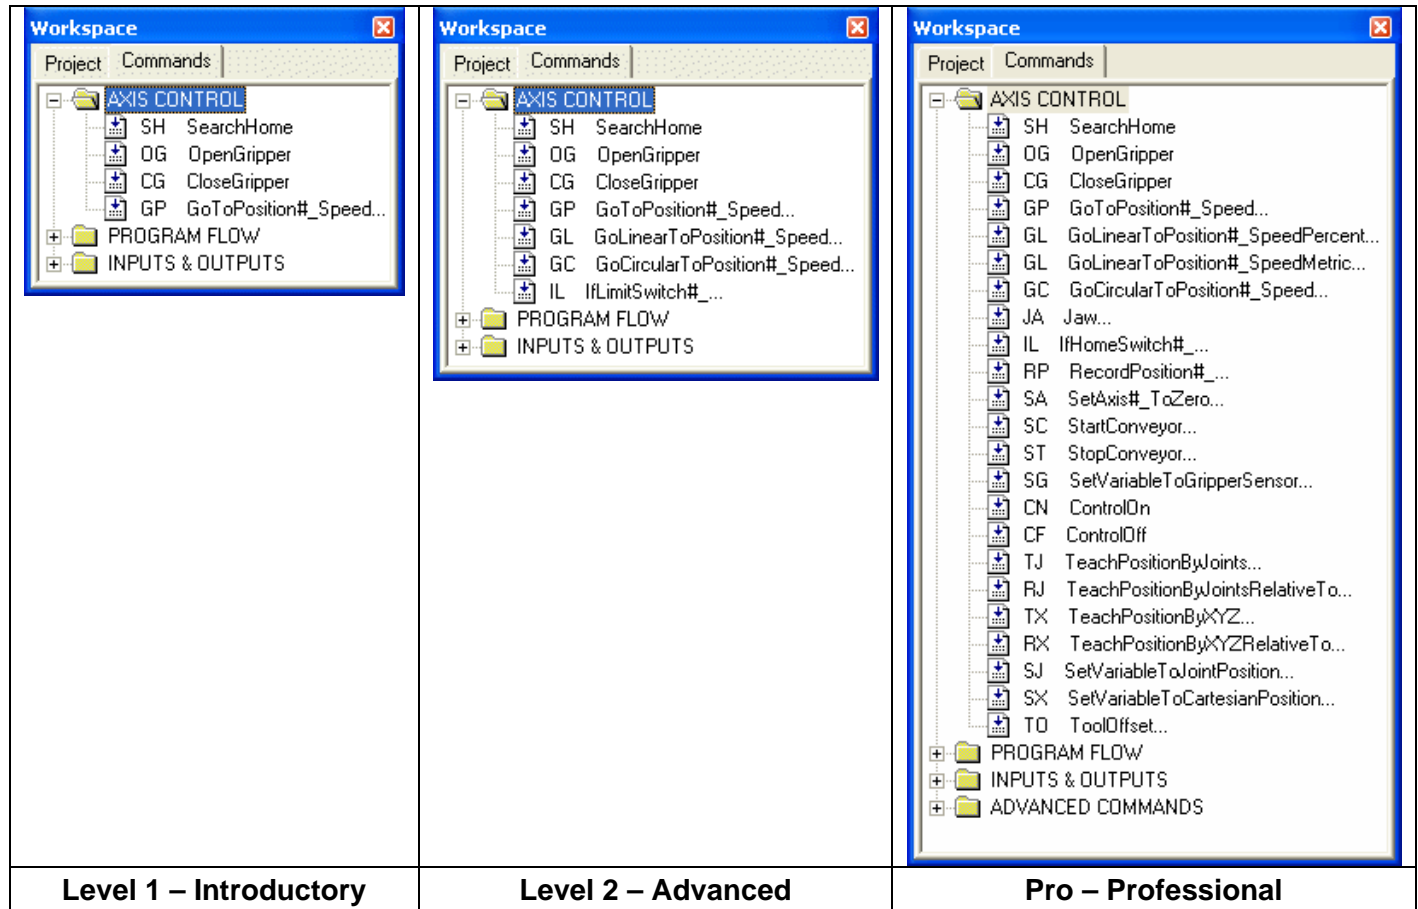 Workspace
Project Commands
AXIS CONTROL
SH SearchHome
OG OpenGripper
CG CloseGripper
GP GoToPosition#_Speed...
PROGRAM FLOW
INPUTS & OUTPUTS
Level 1 – Introductory
Workspace
Project Commands
AXIS CONTROL
SH SearchHome
OG OpenGripper
CG CloseGripper
GP GoToPosition#_Speed...
GL GoLinearToPosition#_Speed...
GC GoCircularToPosition#_Speed...
IL IfLimitSwitch#_...
PROGRAM FLOW
INPUTS & OUTPUTS
Level 2 – Advanced
Workspace
Project Commands
AXIS CONTROL
SH SearchHome
OG OpenGripper
CG CloseGripper
GP GoToPosition#_Speed...
GL GoLinearToPosition#_SpeedPercent...
GL GoLinearToPosition#_SpeedMetric...
GC GoCircularToPosition#_Speed...
JA Jaw...
IL IfHomeSwitch#_...
RP RecordPosition#_...
SA SetAxis#_ToZero...
SC StartConveyor...
ST StopConveyor...
SG SetVariableToGripperSensor...
CN ControlOn
CF ControlOff
TJ TeachPositionByJoints...
RJ TeachPositionByJointsRelativeTo...
TX TeachPositionByXYZ...
RX TeachPositionByXYZRelativeTo...
SJ SetVariableToJointPosition...
SX SetVariableToCartesianPosition...
TO ToolOffset...
PROGRAM FLOW
INPUTS & OUTPUTS
ADVANCED COMMANDS
Pro – Professional